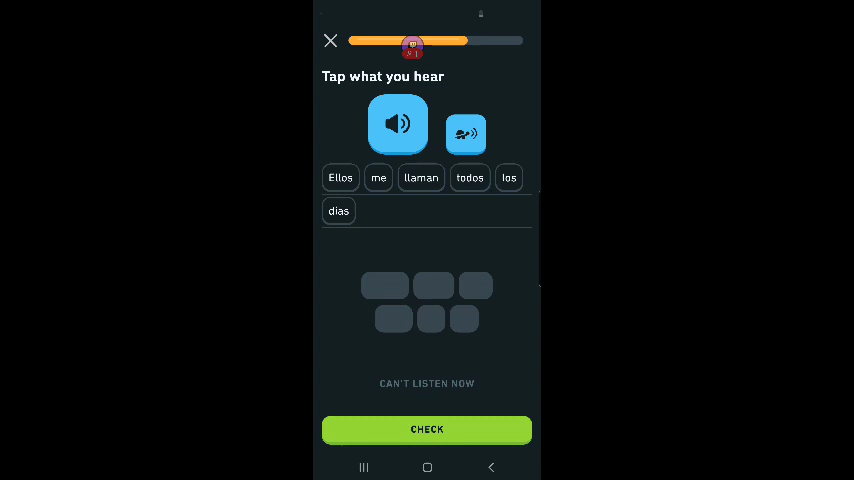 Tap what you hear
Ellos me llaman todos los
dias
CAN'T LISTEN NOW
CHECK